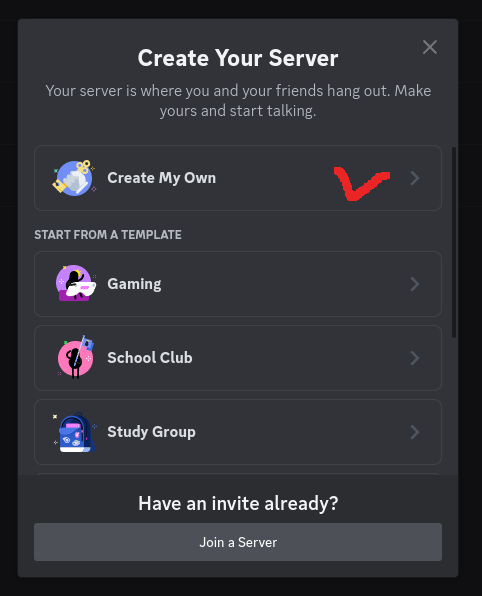 Create Your Server
Your server is where you and your friends hang out. Make
yours and start talking.
Create My Own
START FROM A TEMPLATE
Gaming
School Club
Study Group
Have an invite already?
Join a Server